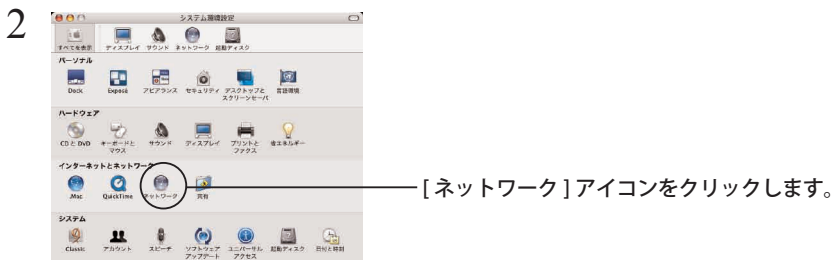 2
システム環境設定
すべてを表示 ディスプレイ サウンド ネットワーク 起動ディスク
パーソナル
Dock Exposé アピアランス セキュリティ デスクトップと 言語環境
スクリーンセーバ
ハードウェア
CD と DVD キーボードと サウンド ディスプレイ プリントと 省エネルギー
マウス ファクス
インターネットとネットワーク
.Mac QuickTime ネットワーク 共有
[ ネットワーク ] アイコンをクリックします。
システム
Classic アカウント スピーチ ソフトウェア ユニバーサル 起動ディスク 日付と時刻
アップデート アクセス